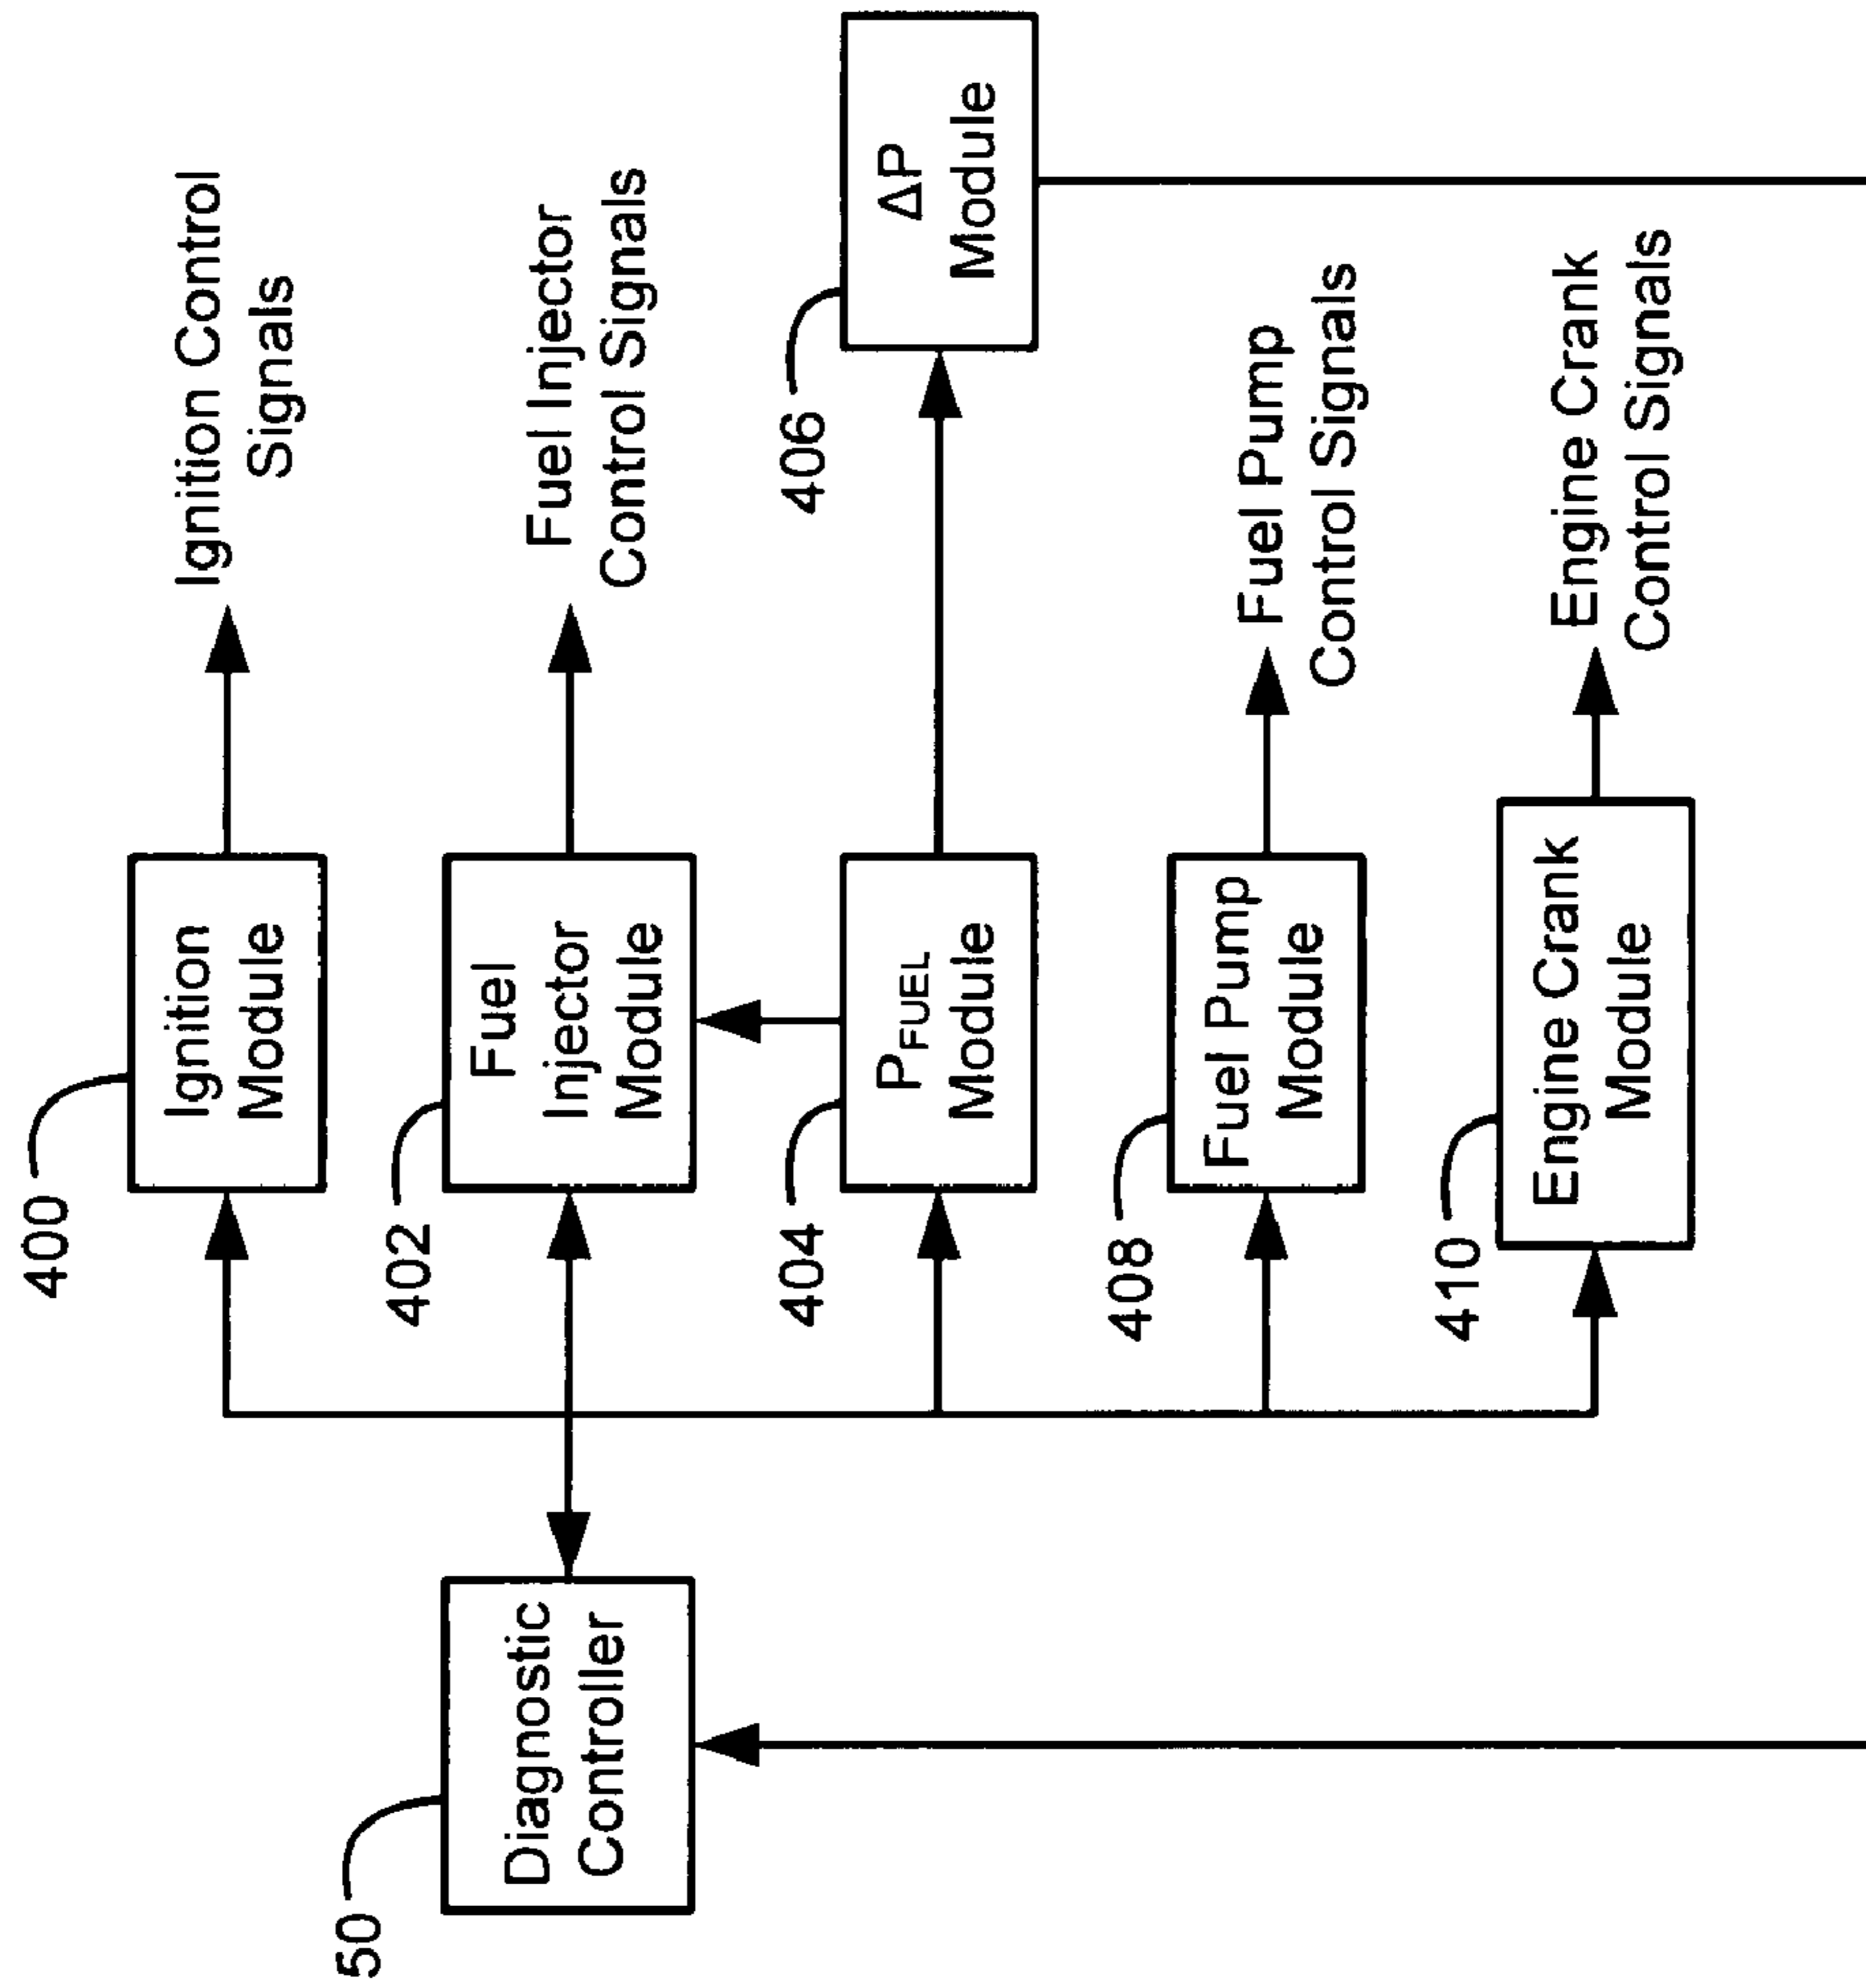 400
Ignition
Module
Ignition Control
Signals
50
Diagnostic
Controller
402
Fuel
Injector
Module
Fuel Injector
Control Signals
404
PFUEL
Module
406
ΔP
Module
408
Fuel Pump
Module
Fuel Pump
Control Signals
410
Engine Crank
Module
Engine Crank
Control Signals